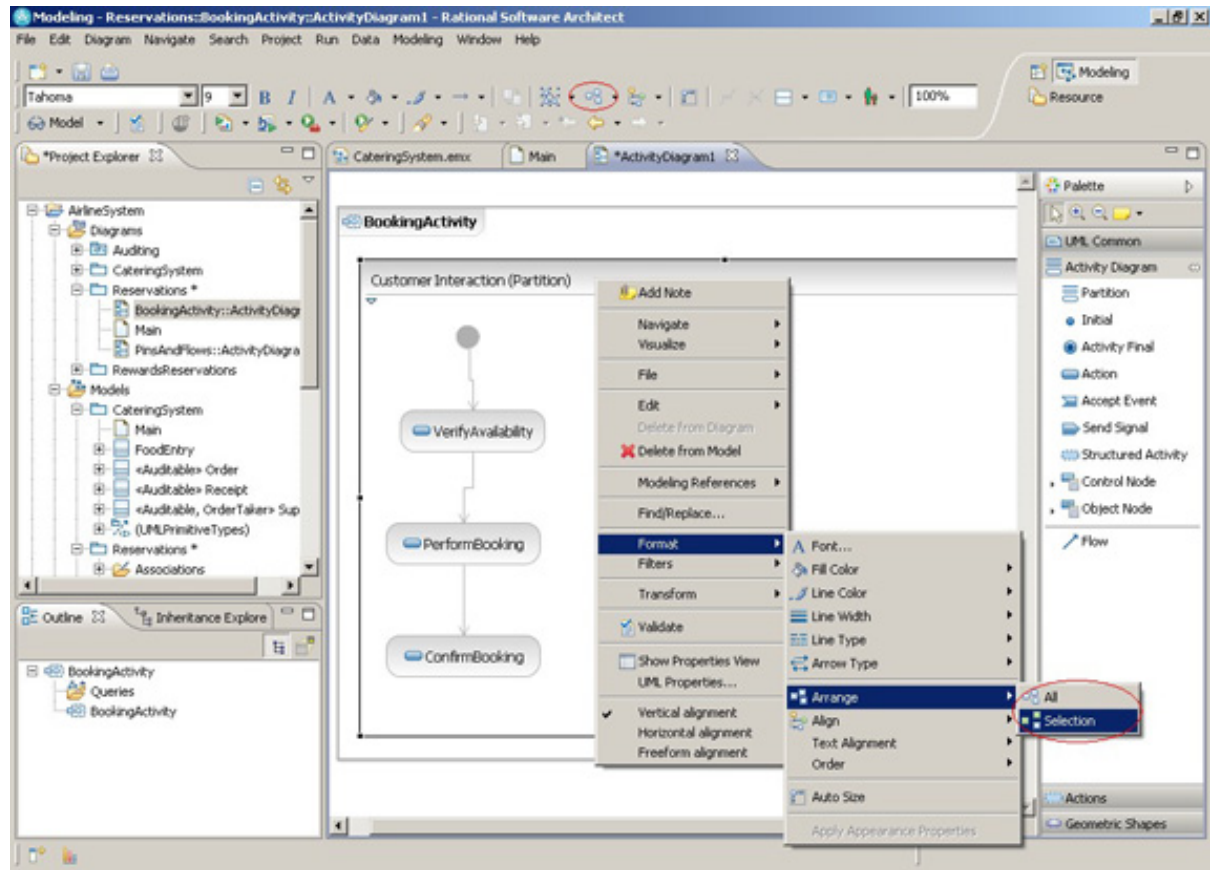 Modeling - Reservations::BookingActivity::ActivityDiagram1 - Rational Software Architect
File Edit Diagram Navigate Search Project Run Data Modeling Window Help
Modeling
Tahoma 9 B I A 100% Resource
Model
*Project Explorer
CateringSystem.emx Main *ActivityDiagram1
AirlineSystem
Diagrams
Auditing
CateringSystem
Reservations *
BookingActivity::ActivityDiagr
Main
PinsAndFlows::ActivityDiagra
RewardsReservations
Models
CateringSystem
Main
FoodEntry
«Auditable» Order
«Auditable» Receipt
«Auditable, OrderTaker» Sup
(UMLPrimitiveTypes)
Reservations *
Associations
Outline Inheritance Explore
BookingActivity
Queries
BookingActivity
BookingActivity
Customer Interaction (Partition)
VerifyAvailability
PerformBooking
ConfirmBooking
Add Note
Navigate
Visualize
File
Edit
Delete from Diagram
Delete from Model
Modeling References
Find/Replace...
Format
Filters
Transform
Validate
Show Properties View
UML Properties...
Vertical alignment
Horizontal alignment
Freeform alignment
A Font...
Fill Color
Line Color
Line Width
Line Type
Arrow Type
Arrange
Align
Text Alignment
Order
Auto Size
Apply Appearance Properties
All
Selection
Palette
UML Common
Activity Diagram
Partition
Initial
Activity Final
Action
Accept Event
Send Signal
Structured Activity
Control Node
Object Node
Flow
Actions
Geometric Shapes